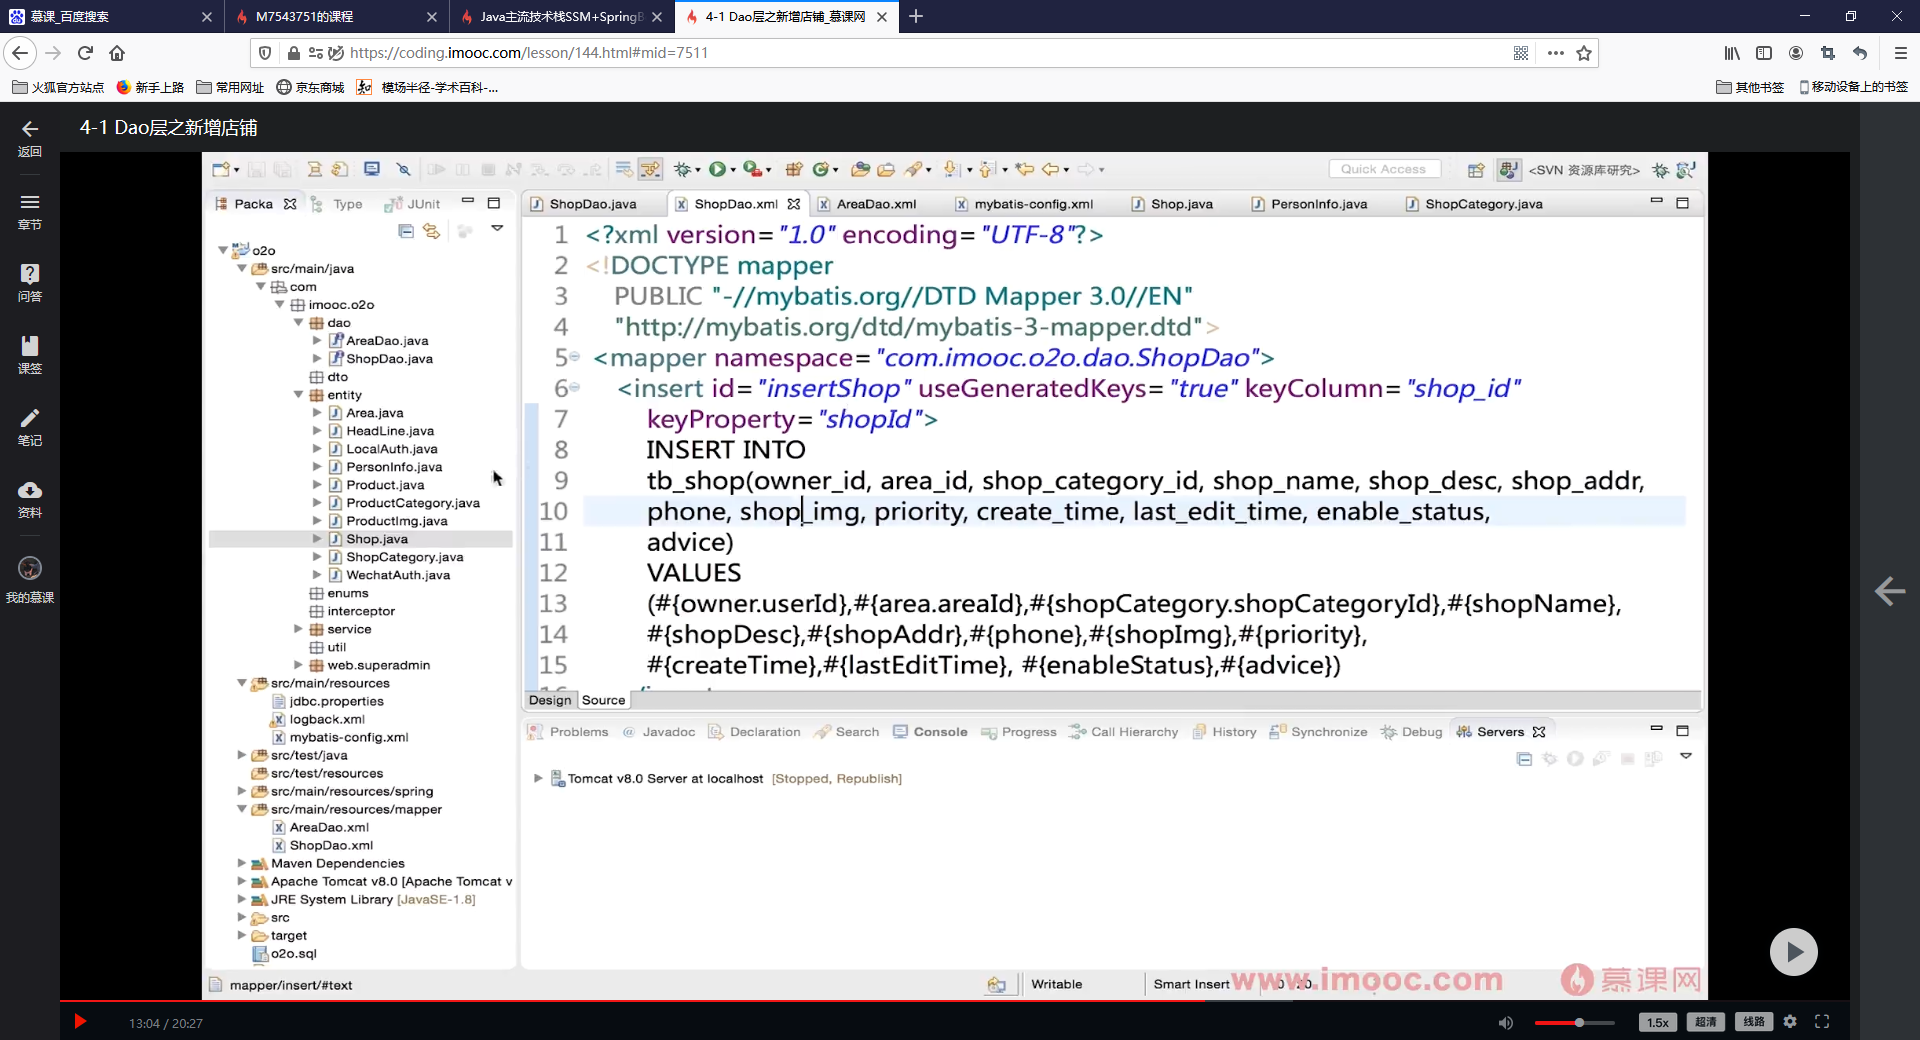 慕课_百度搜索
M7543751的课程
Java主流技术栈SSM+SpringB
4-1 Dao层之新增店铺_慕课网
https://coding.imooc.com/lesson/144.html#mid=7511
火狐官方站点
新手上路
常用网址
京东商城
模场半径-学术百科-...
其他书签
移动设备上的书签
返回
4-1 Dao层之新增店铺
章节
问答
课签
笔记
资料
我的慕课
Quick Access
<SVN 资源库研究>
Packa
Type
JUnit
ShopDao.java
ShopDao.xml
AreaDao.xml
mybatis-config.xml
Shop.java
PersonInfo.java
ShopCategory.java
o2o
src/main/java
com
imooc.o2o
dao
AreaDao.java
ShopDao.java
dto
entity
Area.java
HeadLine.java
LocalAuth.java
PersonInfo.java
Product.java
ProductCategory.java
ProductImg.java
Shop.java
ShopCategory.java
WechatAuth.java
enums
interceptor
service
util
web.superadmin
src/main/resources
jdbc.properties
logback.xml
mybatis-config.xml
src/test/java
src/test/resources
src/main/resources/spring
src/main/resources/mapper
AreaDao.xml
ShopDao.xml
Maven Dependencies
Apache Tomcat v8.0 [Apache Tomcat v
JRE System Library [JavaSE-1.8]
src
target
o2o.sql
1 <?xml version="1.0" encoding="UTF-8"?>
2 <!DOCTYPE mapper
3 PUBLIC "-//mybatis.org//DTD Mapper 3.0//EN"
4 "http://mybatis.org/dtd/mybatis-3-mapper.dtd">
5 <mapper namespace="com.imooc.o2o.dao.ShopDao">
6 <insert id="insertShop" useGeneratedKeys="true" keyColumn="shop_id"
7 keyProperty="shopId">
8 INSERT INTO
9 tb_shop(owner_id, area_id, shop_category_id, shop_name, shop_desc, shop_addr,
10 phone, shop_img, priority, create_time, last_edit_time, enable_status,
11 advice)
12 VALUES
13 (#{owner.userId},#{area.areaId},#{shopCategory.shopCategoryId},#{shopName},
14 #{shopDesc},#{shopAddr},#{phone},#{shopImg},#{priority},
15 #{createTime},#{lastEditTime}, #{enableStatus},#{advice})
Design
Source
Problems
Javadoc
Declaration
Search
Console
Progress
Call Hierarchy
History
Synchronize
Debug
Servers
Tomcat v8.0 Server at localhost [Stopped, Republish]
mapper/insert/#text
Writable
Smart Insert
www.imooc.com
慕课网
13:04 / 20:27
1.5x
超清
线路